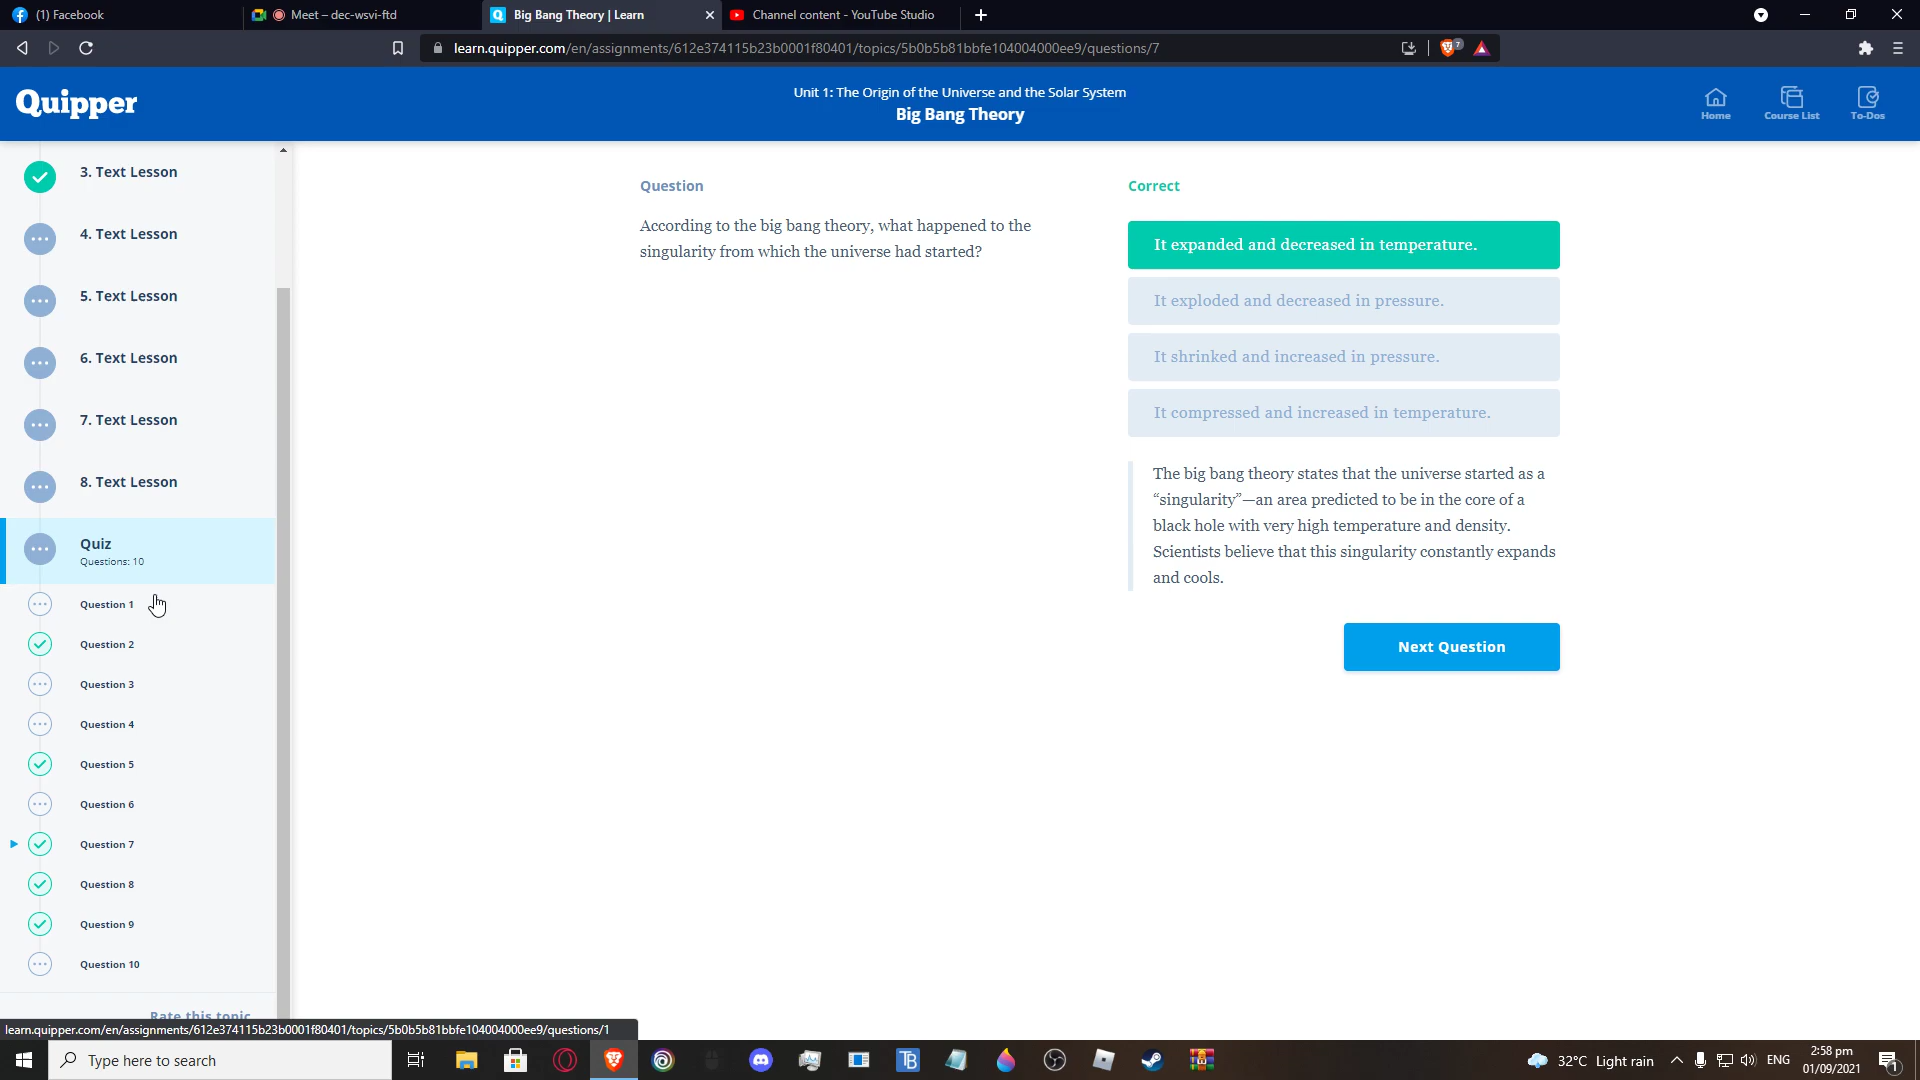 (1) Facebook
Meet – dec-wsvi-ftd
Big Bang Theory | Learn
Channel content - YouTube Studio
learn.quipper.com/en/assignments/612e374115b23b0001f80401/topics/5b0b5b81bbfe104004000ee9/questions/7
7
Quipper
Unit 1: The Origin of the Universe and the Solar System
Big Bang Theory
Home
Course List
To-Dos
3. Text Lesson
4. Text Lesson
5. Text Lesson
6. Text Lesson
7. Text Lesson
8. Text Lesson
Quiz
Questions: 10
Question 1
Question 2
Question 3
Question 4
Question 5
Question 6
Question 7
Question 8
Question 9
Question 10
Rate this topic
Question
According to the big bang theory, what happened to the
singularity from which the universe had started?
Correct
It expanded and decreased in temperature.
It exploded and decreased in pressure.
It shrinked and increased in pressure.
It compressed and increased in temperature.
The big bang theory states that the universe started as a
“singularity”—an area predicted to be in the core of a
black hole with very high temperature and density.
Scientists believe that this singularity constantly expands
and cools.
Next Question
learn.quipper.com/en/assignments/612e374115b23b0001f80401/topics/5b0b5b81bbfe104004000ee9/questions/1
Type here to search
TB
32°C Light rain
ENG
2:58 pm
01/09/2021
1